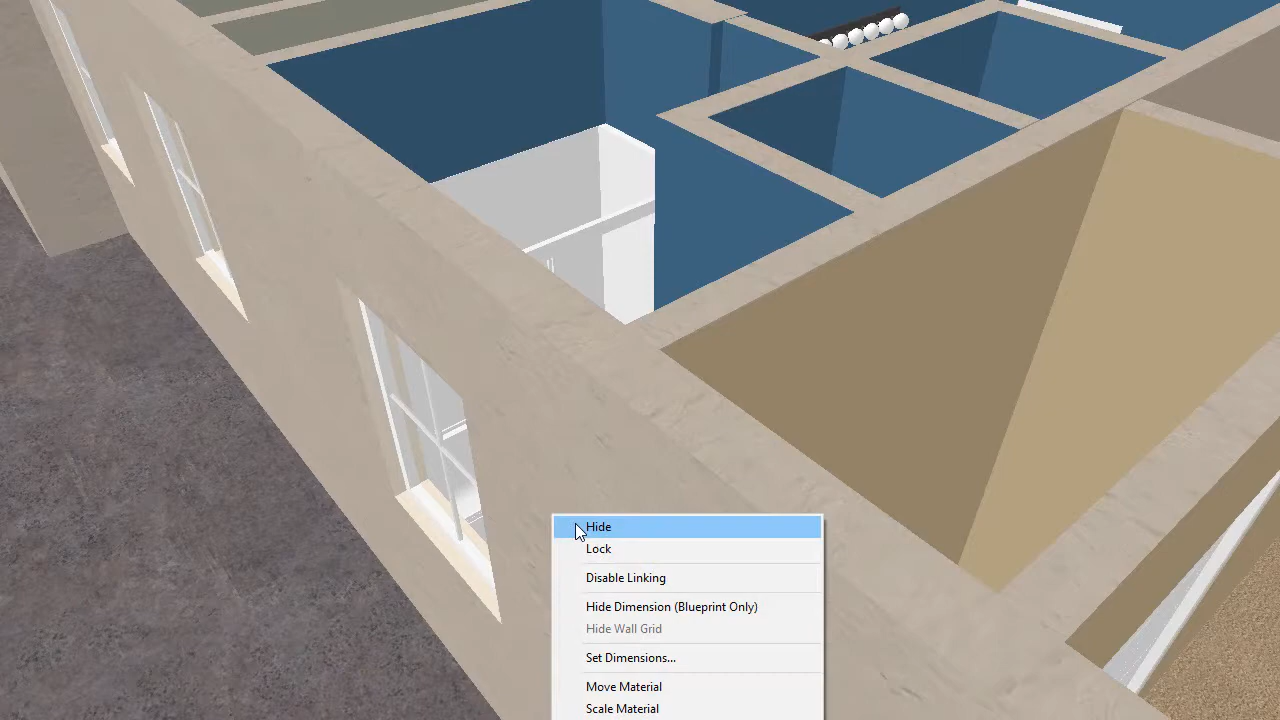 Hide
Lock
Disable Linking
Hide Dimension (Blueprint Only)
Hide Wall Grid
Set Dimensions...
Move Material
Scale Material